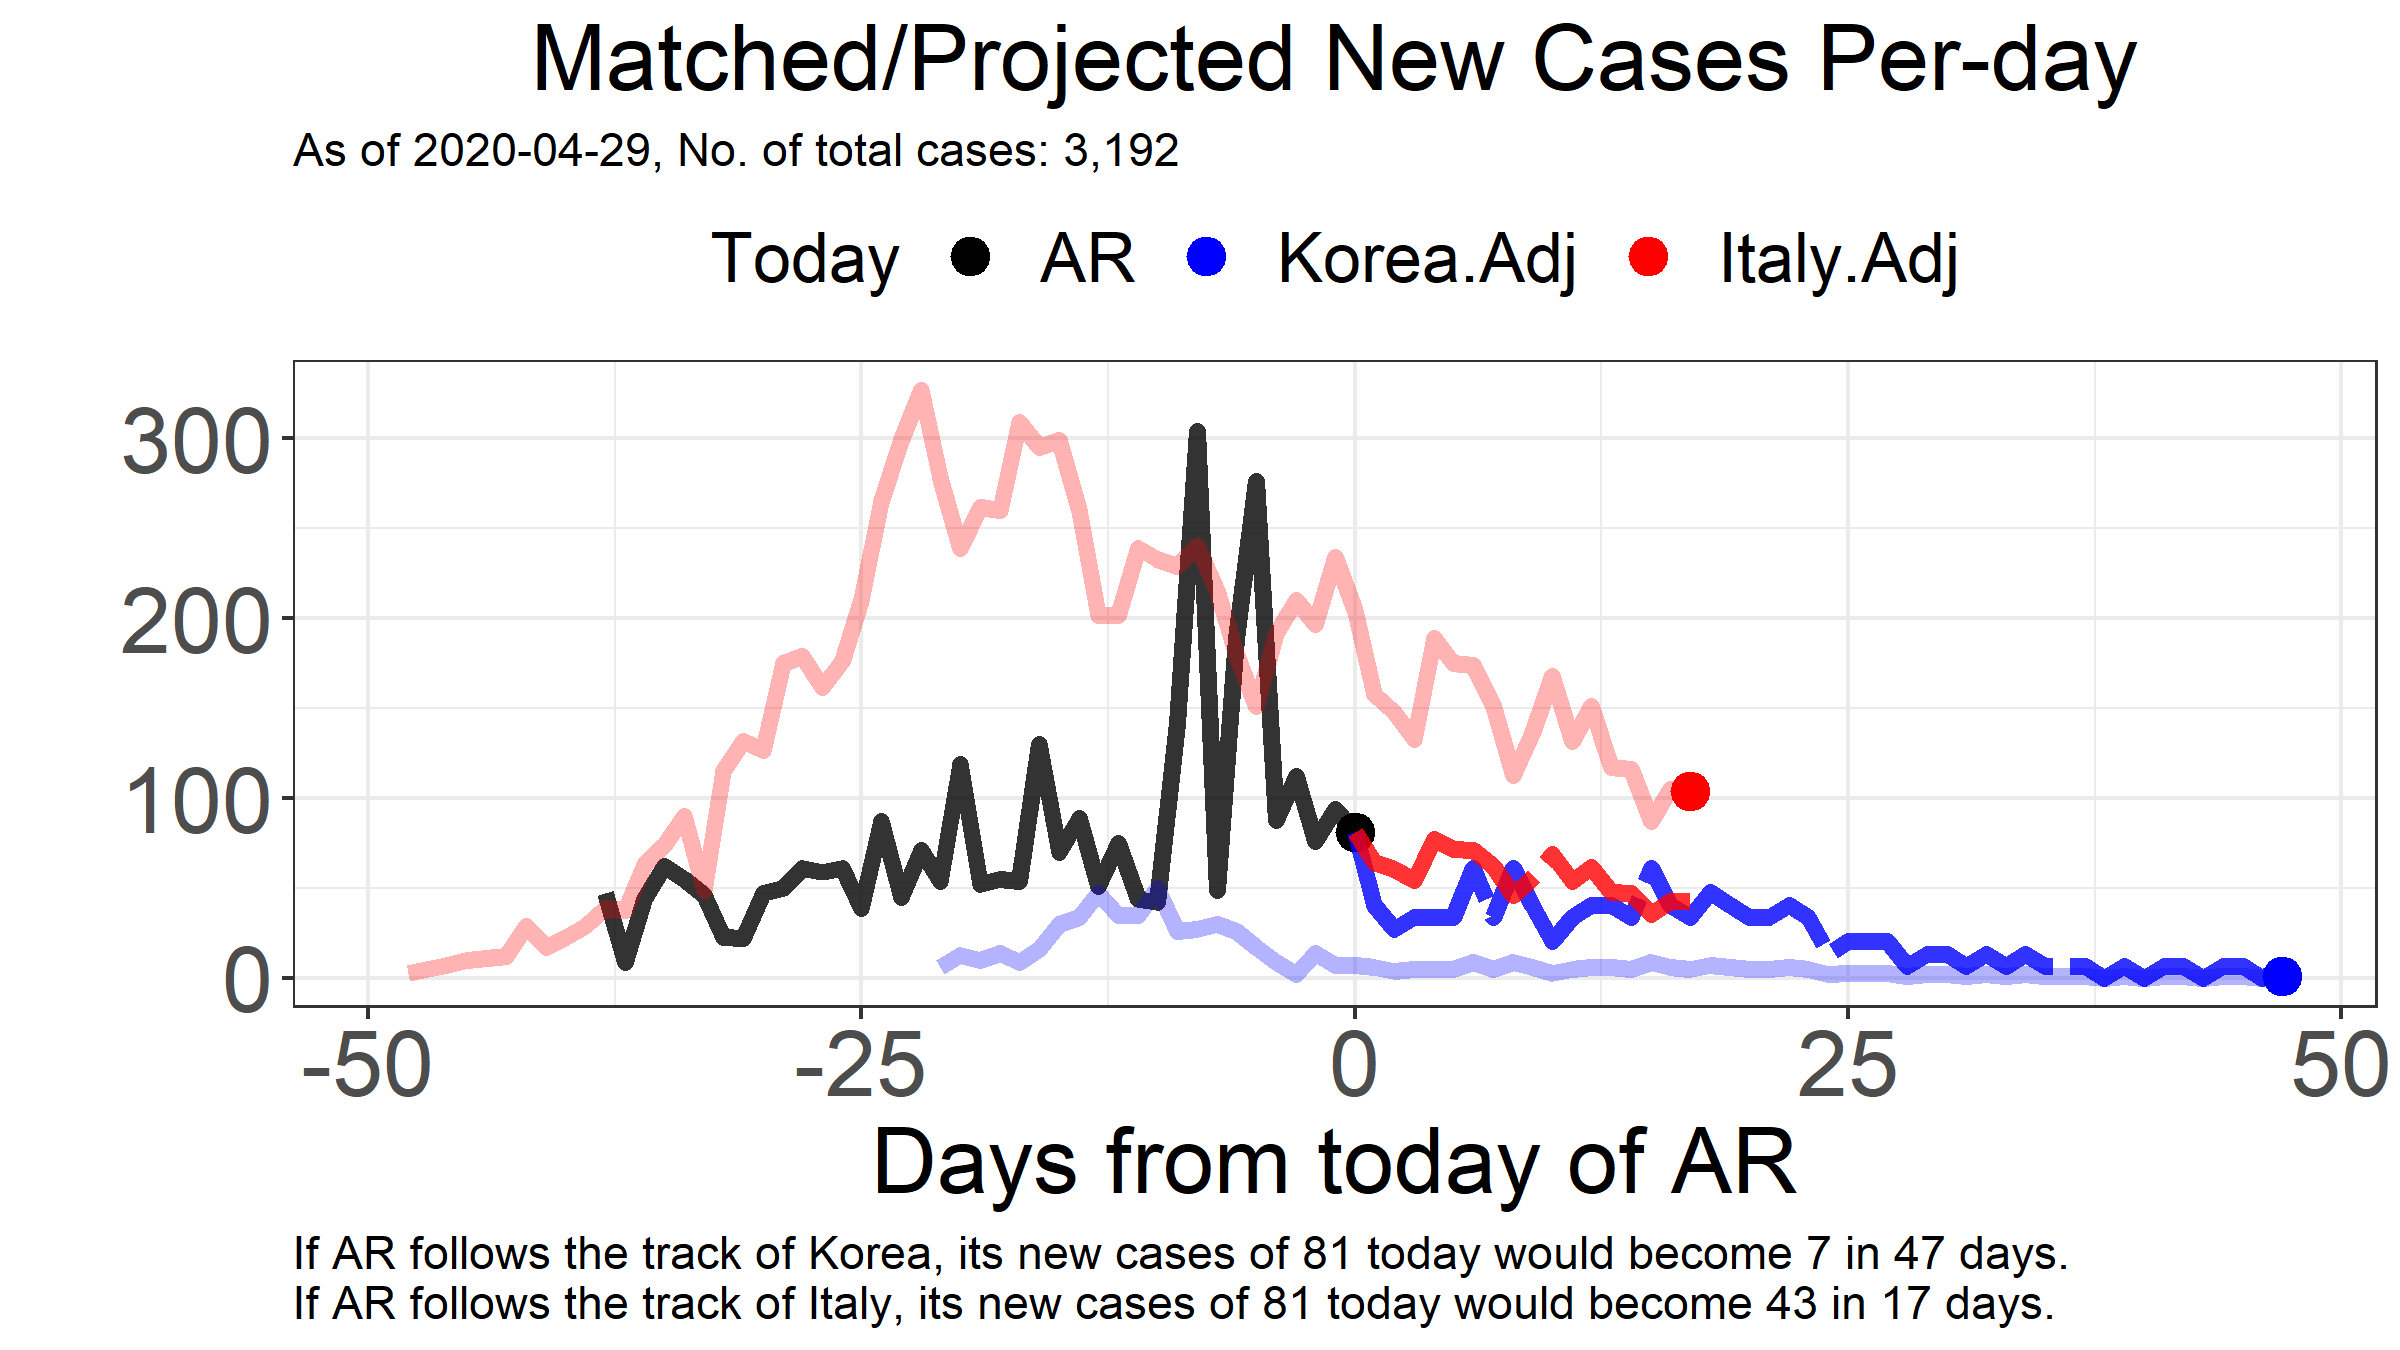 Matched/Projected New Cases Per-day
As of 2020-04-29, No. of total cases: 3,192
Today AR Korea.Adj Italy.Adj
300
200
100
0
-50 -25 0 25 50
Days from today of AR
If AR follows the track of Korea, its new cases of 81 today would become 7 in 47 days.
If AR follows the track of Italy, its new cases of 81 today would become 43 in 17 days.